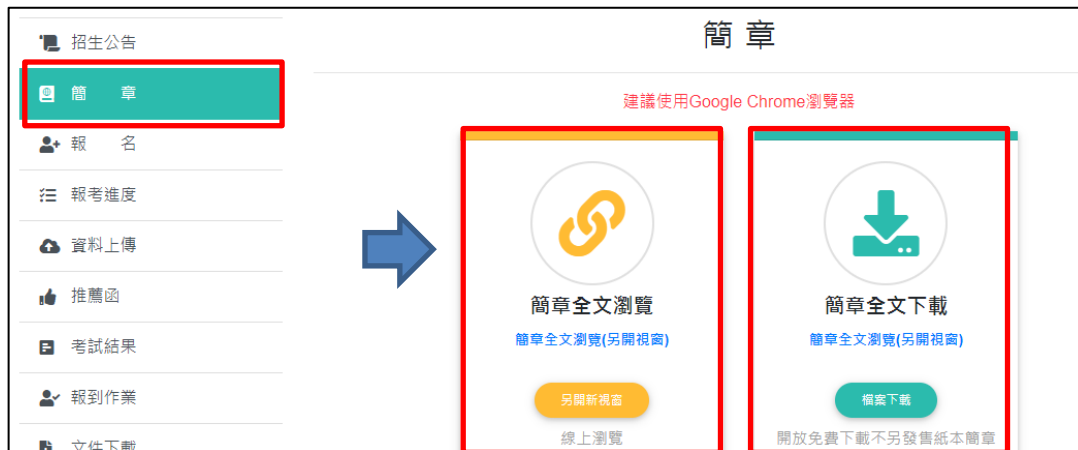 招生公告
簡 章
報 名
報考進度
資料上傳
推薦函
考試結果
報到作業
文件下載
簡 章
建議使用Google Chrome瀏覽器
簡章全文瀏覽
簡章全文瀏覽(另開視窗)
另開新視窗
線上瀏覽
簡章全文下載
簡章全文瀏覽(另開視窗)
檔案下載
開放免費下載不另發售紙本簡章